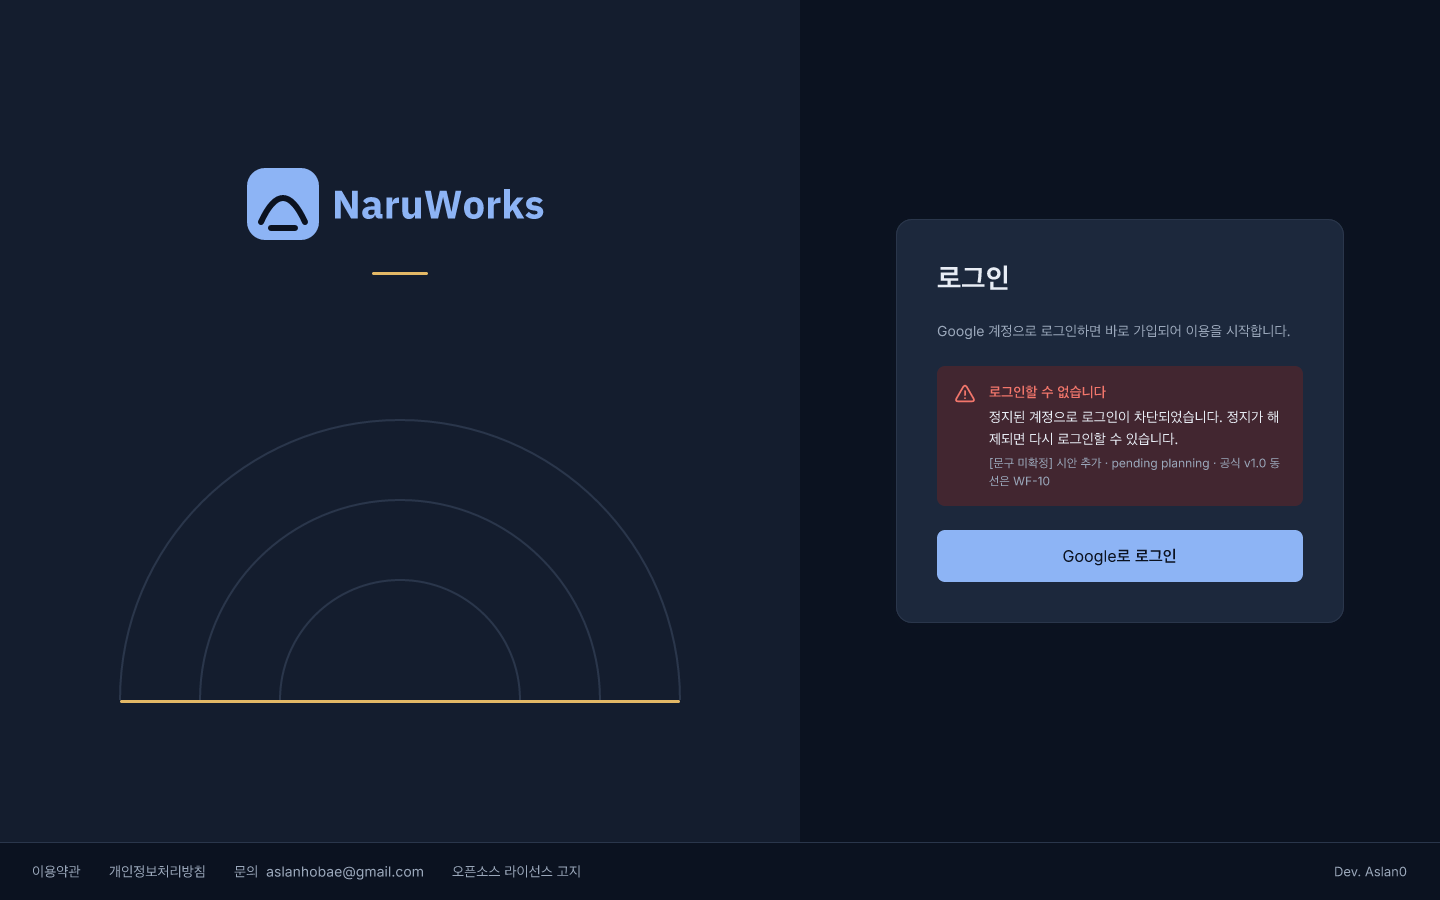 NaruWorks
로그인
Google 계정으로 로그인하면 바로 가입되어 이용을 시작합니다.
로그인할 수 없습니다
정지된 계정으로 로그인이 차단되었습니다. 정지가 해
제되면 다시 로그인할 수 있습니다.
[문구 미확정] 시안 추가 · pending planning · 공식 v1.0 동
선은 WF-10
Google로 로그인
이용약관 개인정보처리방침 문의 aslanhobae@gmail.com 오픈소스 라이선스 고지 Dev. Aslan0